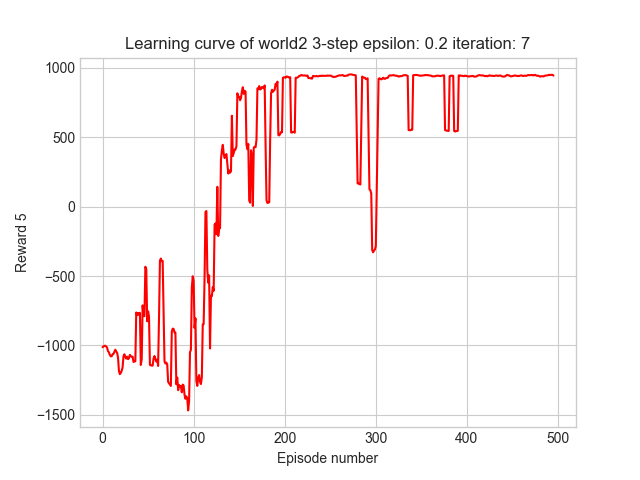 Learning curve of world2 3-step epsilon: 0.2 iteration: 7
1000
500
0
−500
−1000
−1500
Reward 5
0 100 200 300 400 500
Episode number